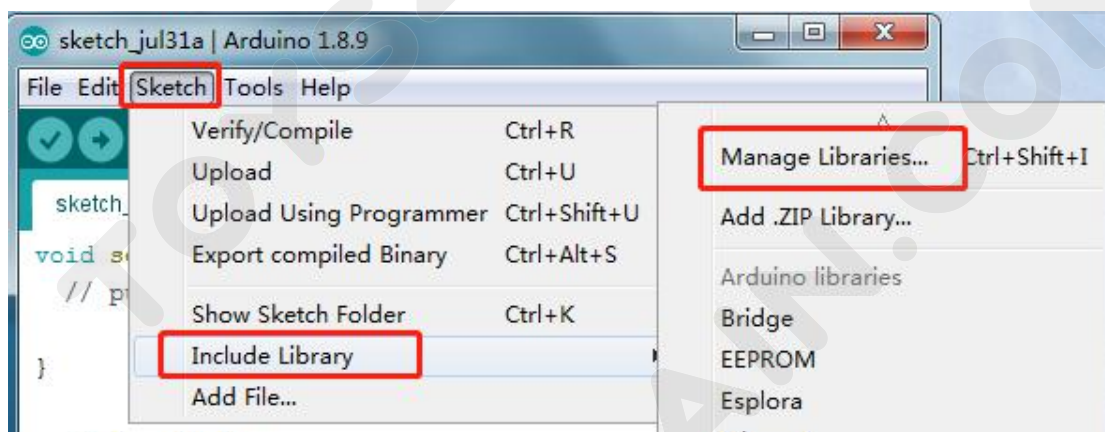 sketch_jul31a | Arduino 1.8.9
File Edit Sketch Tools Help
Verify/Compile Ctrl+R
Upload Ctrl+U
Upload Using Programmer Ctrl+Shift+U
Export compiled Binary Ctrl+Alt+S
Show Sketch Folder Ctrl+K
Include Library
Add File...
sketch_
void
//
}
Manage Libraries... Ctrl+Shift+I
Add .ZIP Library...
Arduino libraries
Bridge
EEPROM
Esplora